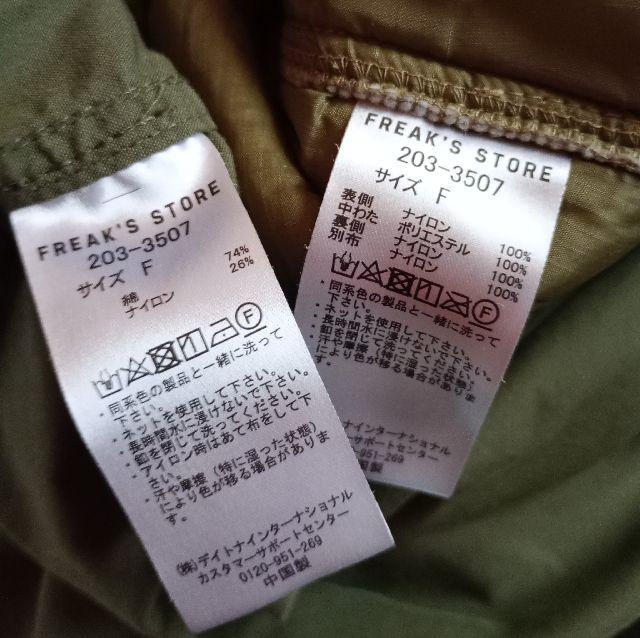 FREAK'S STORE
203-3507
サイズ F
綿 74%
ナイロン 26%
・同系色の製品と一緒に洗って
下さい。
・ネットを使用して下さい。
・長時間水に浸けないで下さい。
・釦を閉じて洗ってください。
・アイロン時はあて布をして下
さい。
・汗や摩擦（特に湿った状態）
により色が移る場合があります。
(株)デイトナインターナショナル
カスタマーサポートセンター
0120-951-269
中国製
FREAK'S STORE
203-3507
サイズ F
表側 ナイロン 100%
中わた ポリエステル 100%
裏側 ナイロン 100%
別布 ナイロン 100%
・同系色の製品と一緒に洗って
下さい。
・ネットを使用して下さい。
・長時間水に浸けないで下さい。
・釦を閉じて洗ってください。
・汗や摩擦（特に湿った状態）
により色が移る場合がありま
す。
インターナショナル
サポートセンター
-951-269
国製